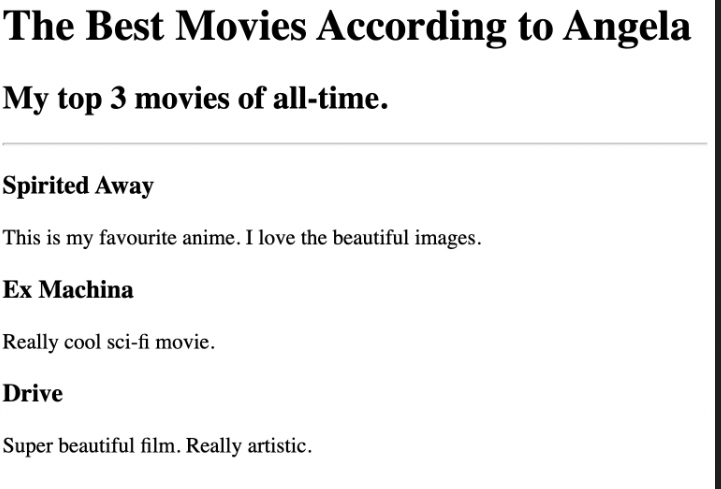 The Best Movies According to Angela
My top 3 movies of all-time.
Spirited Away
This is my favourite anime. I love the beautiful images.
Ex Machina
Really cool sci-fi movie.
Drive
Super beautiful film. Really artistic.